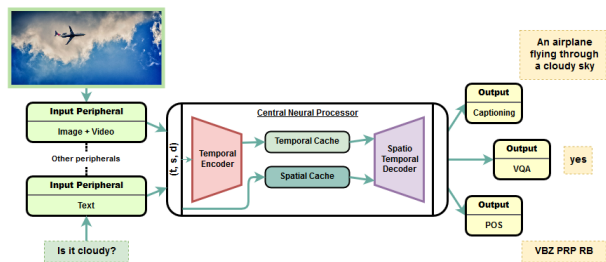 Input Peripheral
Image + Video
Other peripherals
Input Peripheral
Text
Is it cloudy?
Central Neural Processor
(t, s, d)
Temporal
Encoder
Temporal Cache
Spatial Cache
Spatio
Temporal
Decoder
Output
Captioning
An airplane
flying through
a cloudy sky
Output
VQA
yes
Output
POS
VBZ PRP RB